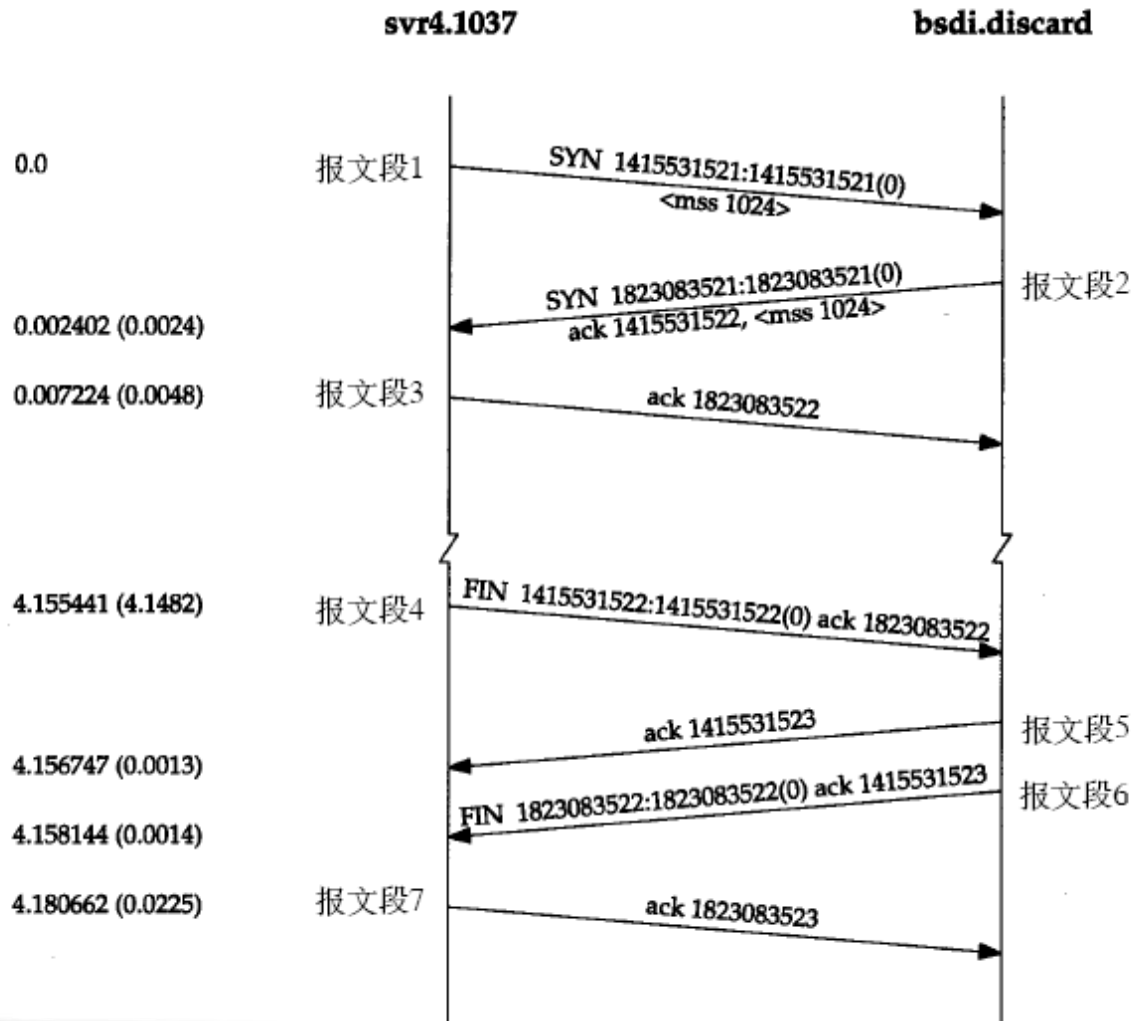 svr4.1037 bsdi.discard
0.0 报文段1 SYN 1415531521:1415531521(0)
<mss 1024>
SYN 1823083521:1823083521(0) 报文段2
0.002402 (0.0024) ack 1415531522, <mss 1024>
0.007224 (0.0048) 报文段3 ack 1823083522
4.155441 (4.1482) 报文段4 FIN 1415531522:1415531522(0) ack 1823083522
ack 1415531523 报文段5
4.156747 (0.0013)
FIN 1823083522:1823083522(0) ack 1415531523 报文段6
4.158144 (0.0014)
4.180662 (0.0225) 报文段7 ack 1823083523